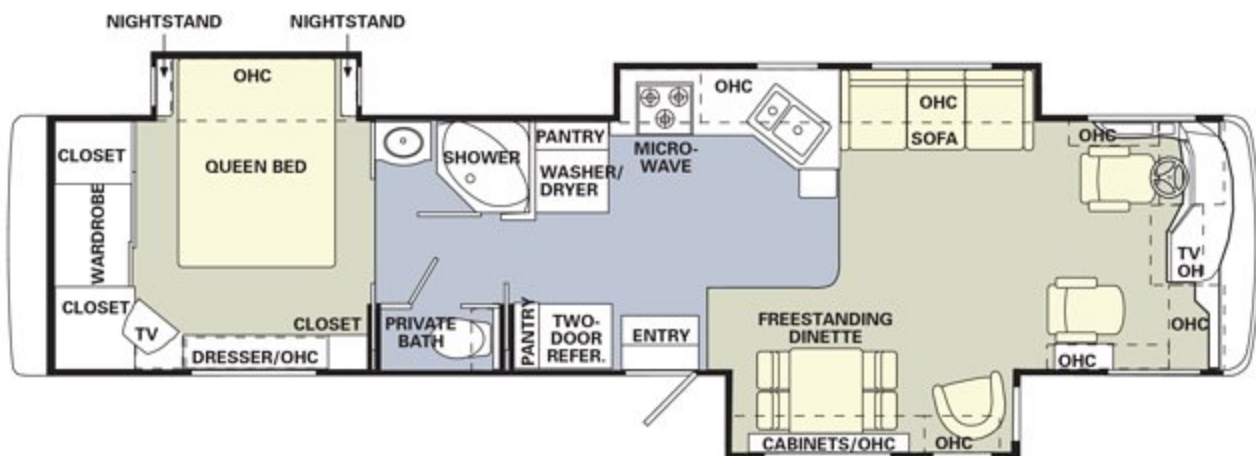 NIGHTSTAND
NIGHTSTAND
OHC
QUEEN BED
CLOSET
WARDROBE
CLOSET
TV
DRESSER/OHC
CLOSET
SHOWER
PRIVATE
BATH
PANTRY
WASHER/
DRYER
PANTRY
TWO-
DOOR
REFER.
ENTRY
MICRO-
WAVE
OHC
OHC
SOFA
FREESTANDING
DINETTE
CABINETS/OHC
OHC
OHC
TV
OH
OHC
OHC